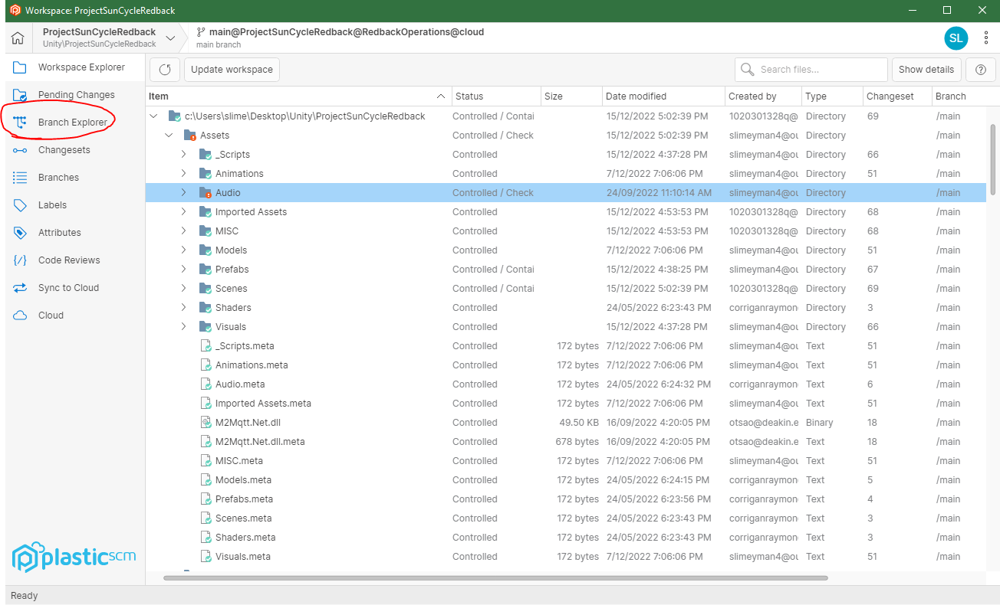 Workspace: ProjectSunCycleRedback
ProjectSunCycleRedback
Unity\ProjectSunCycleRedback
main@ProjectSunCycleRedback@RedbackOperations@cloud
main branch
SL
Workspace Explorer
Pending Changes
Branch Explorer
Changesets
Branches
Labels
Attributes
Code Reviews
Sync to Cloud
Cloud
plasticscm
Update workspace
Search files...
Show details
Item Status Size Date modified Created by Type Changeset Branch
c:\Users\slime\Desktop\Unity\ProjectSunCycleRedback Controlled / Contai 15/12/2022 5:02:39 PM 1020301328q@ Directory 69 /main
Assets Controlled / Check 15/12/2022 5:02:39 PM slimeyman4@ou Directory /main
_Scripts Controlled 15/12/2022 4:37:28 PM slimeyman4@ou Directory 66 /main
Animations Controlled 7/12/2022 7:06:06 PM slimeyman4@ou Directory 51 /main
Audio Controlled / Check 24/09/2022 11:10:14 AM slimeyman4@ou Directory /main
Imported Assets Controlled 15/12/2022 4:53:53 PM 1020301328q@ Directory 68 /main
MISC Controlled 15/12/2022 4:53:53 PM 1020301328q@ Directory 68 /main
Models Controlled 7/12/2022 7:06:06 PM slimeyman4@ou Directory 51 /main
Prefabs Controlled / Contai 15/12/2022 4:38:25 PM slimeyman4@ou Directory 67 /main
Scenes Controlled / Contai 15/12/2022 5:02:39 PM 1020301328q@ Directory 69 /main
Shaders Controlled 24/05/2022 6:23:43 PM corriganraymon Directory 3 /main
Visuals Controlled 15/12/2022 4:37:28 PM slimeyman4@ou Directory 66 /main
_Scripts.meta Controlled 172 bytes 7/12/2022 7:06:06 PM slimeyman4@ou Text 51 /main
Animations.meta Controlled 172 bytes 7/12/2022 7:06:06 PM slimeyman4@ou Text 51 /main
Audio.meta Controlled 172 bytes 24/05/2022 6:24:32 PM corriganraymon Text 6 /main
Imported Assets.meta Controlled 172 bytes 7/12/2022 7:06:06 PM slimeyman4@ou Text 51 /main
M2Mqtt.Net.dll Controlled 49.50 KB 16/09/2022 4:20:05 PM otsao@deakin.e Binary 18 /main
M2Mqtt.Net.dll.meta Controlled 678 bytes 16/09/2022 4:20:05 PM otsao@deakin.e Text 18 /main
MISC.meta Controlled 172 bytes 7/12/2022 7:06:06 PM slimeyman4@ou Text 51 /main
Models.meta Controlled 172 bytes 24/05/2022 6:24:15 PM corriganraymon Text 5 /main
Prefabs.meta Controlled 172 bytes 24/05/2022 6:23:56 PM corriganraymon Text 4 /main
Scenes.meta Controlled 172 bytes 24/05/2022 6:23:43 PM corriganraymon Text 3 /main
Shaders.meta Controlled 172 bytes 24/05/2022 6:23:43 PM corriganraymon Text 3 /main
Visuals.meta Controlled 172 bytes 7/12/2022 7:06:06 PM slimeyman4@ou Text 51 /main
Ready